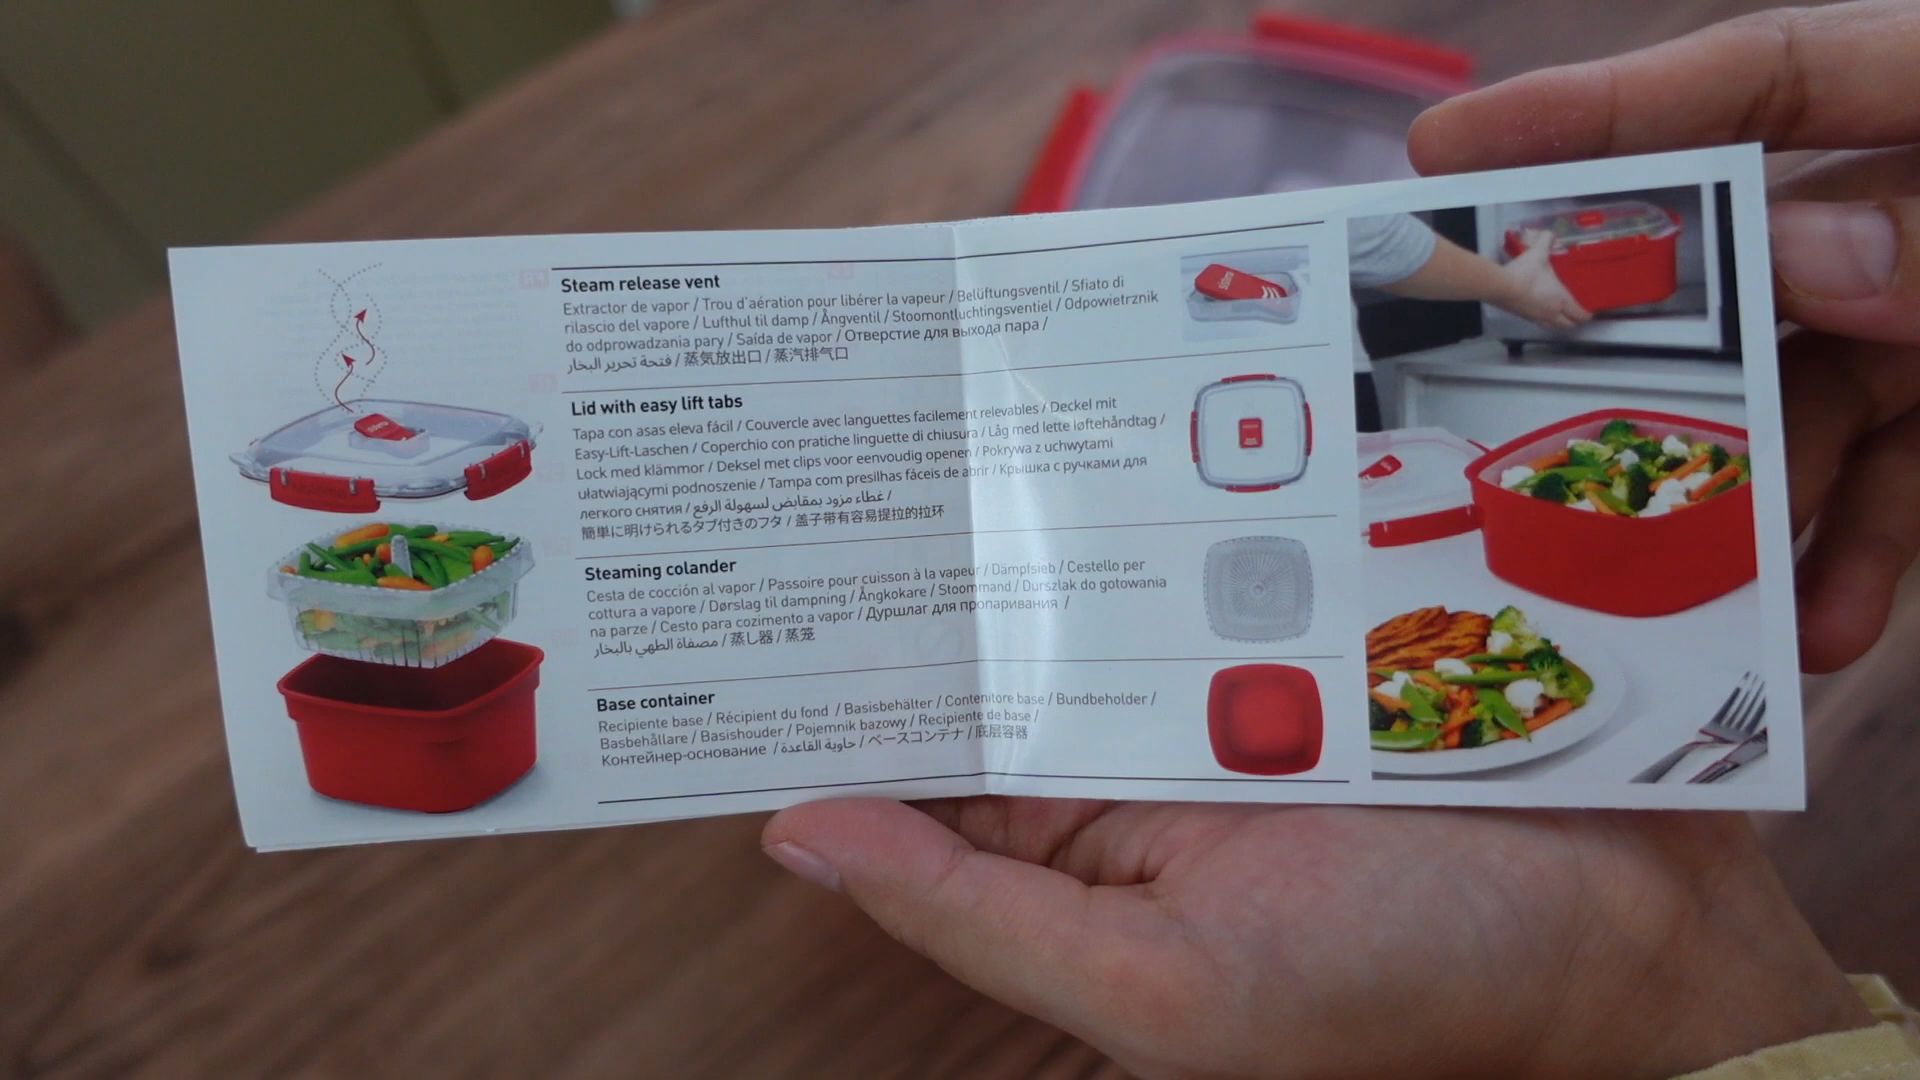 Steam release vent
Extractor de vapor / Trou d'aération pour libérer la vapeur / Belüftungsventil / Sfiato di
rilascio del vapore / Lufthul til damp / Ångventil / Stoomontluchtingsventiel / Odpowietrznik
do odprowadzania pary / Saída de vapor / Отверстие для выхода пара /
فتحة تحرير البخار / 蒸気放出口 / 蒸汽排气口
Lid with easy lift tabs
Tapa con asas eleva fácil / Couvercle avec languettes facilement relevables / Deckel mit
Easy-Lift-Laschen / Coperchio con pratiche linguette di chiusura / Låg med lette løftehåndtag /
Lock med klämmor / Deksel met clips voor eenvoudig openen / Pokrywa z uchwytami
ułatwiającymi podnoszenie / Tampa com presilhas fáceis de abrir / Крышка с ручками для
легкого снятия / غطاء مزود بمقابض لسهولة الرفع /
簡単に明けられるタブ付きのフタ / 盖子带有容易提拉的拉环
Steaming colander
Cesta de cocción al vapor / Passoire pour cuisson à la vapeur / Dämpfsieb / Cestello per
cottura a vapore / Dørslag til dampning / Ångkokare / Stoommand / Durszlak do gotowania
na parze / Cesto para cozimento a vapor / Дуршлаг для пропаривания /
مصفاة الطهي بالبخار / 蒸し器 / 蒸笼
Base container
Recipiente base / Récipient du fond / Basisbehälter / Contenitore base / Bundbeholder /
Basbehållare / Basishouder / Pojemnik bazowy / Recipiente de base /
Контейнер-основание / حاوية القاعدة / ベースコンテナ / 底层容器